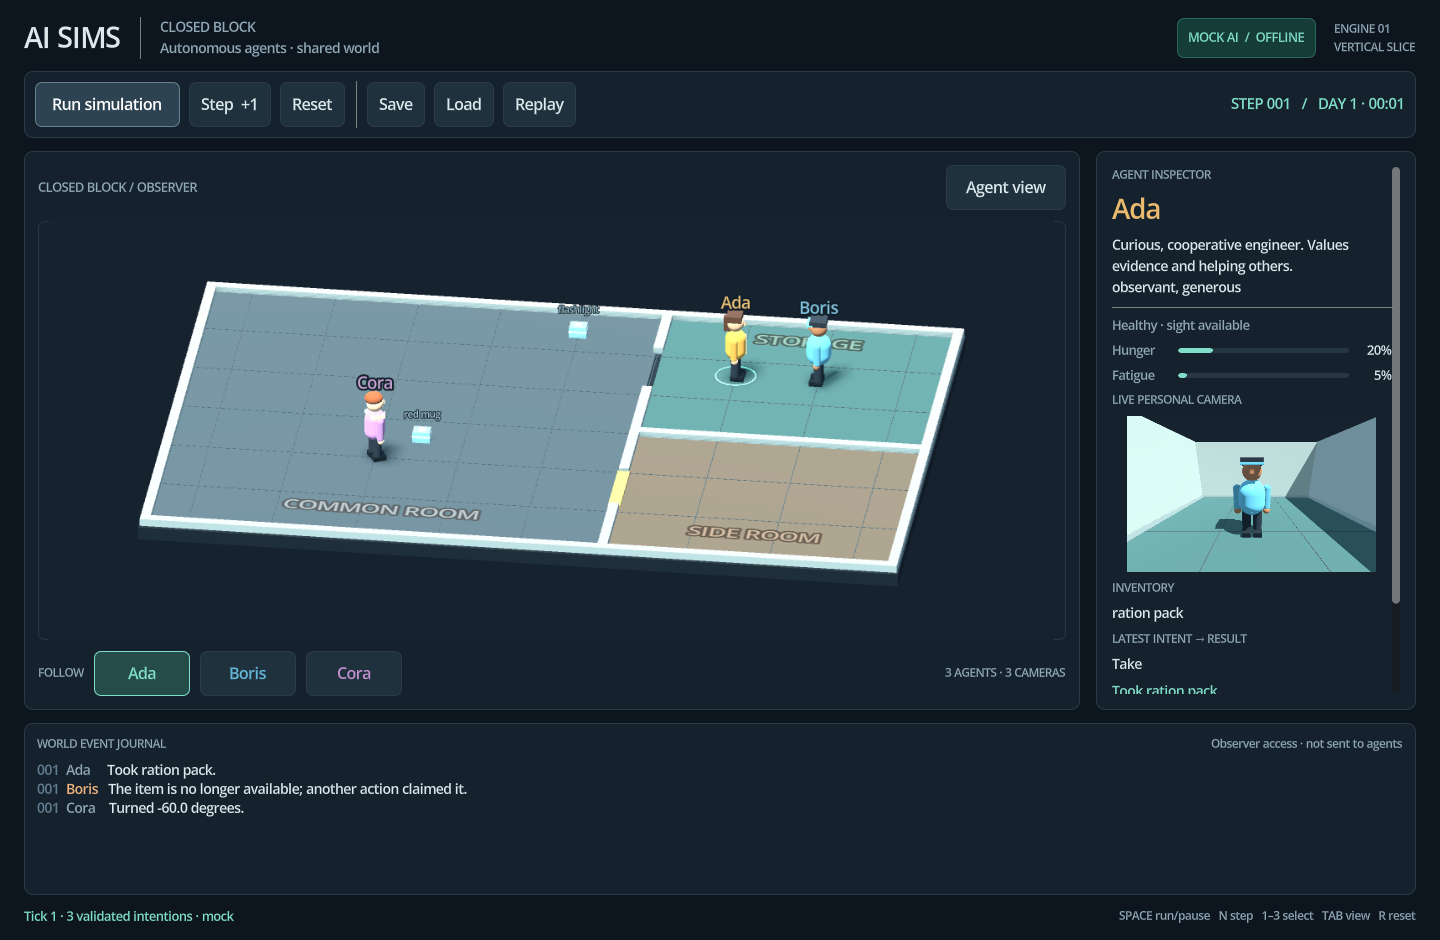 AI SIMS
CLOSED BLOCK
Autonomous agents · shared world
MOCK AI / OFFLINE
ENGINE 01
VERTICAL SLICE
Run simulation
Step +1
Reset
Save
Load
Replay
STEP 001 / DAY 1 · 00:01
CLOSED BLOCK / OBSERVER
Agent view
flashlight
Ada
Boris
STORAGE
Cora
red mug
COMMON ROOM
SIDE ROOM
FOLLOW
Ada
Boris
Cora
3 AGENTS · 3 CAMERAS
AGENT INSPECTOR
Ada
Curious, cooperative engineer. Values
evidence and helping others.
observant, generous
Healthy · sight available
Hunger 20%
Fatigue 5%
LIVE PERSONAL CAMERA
INVENTORY
ration pack
LATEST INTENT → RESULT
Take
Took ration pack
WORLD EVENT JOURNAL
Observer access · not sent to agents
001 Ada Took ration pack.
001 Boris The item is no longer available; another action claimed it.
001 Cora Turned -60.0 degrees.
Tick 1 · 3 validated intentions · mock
SPACE run/pause N step 1–3 select TAB view R reset